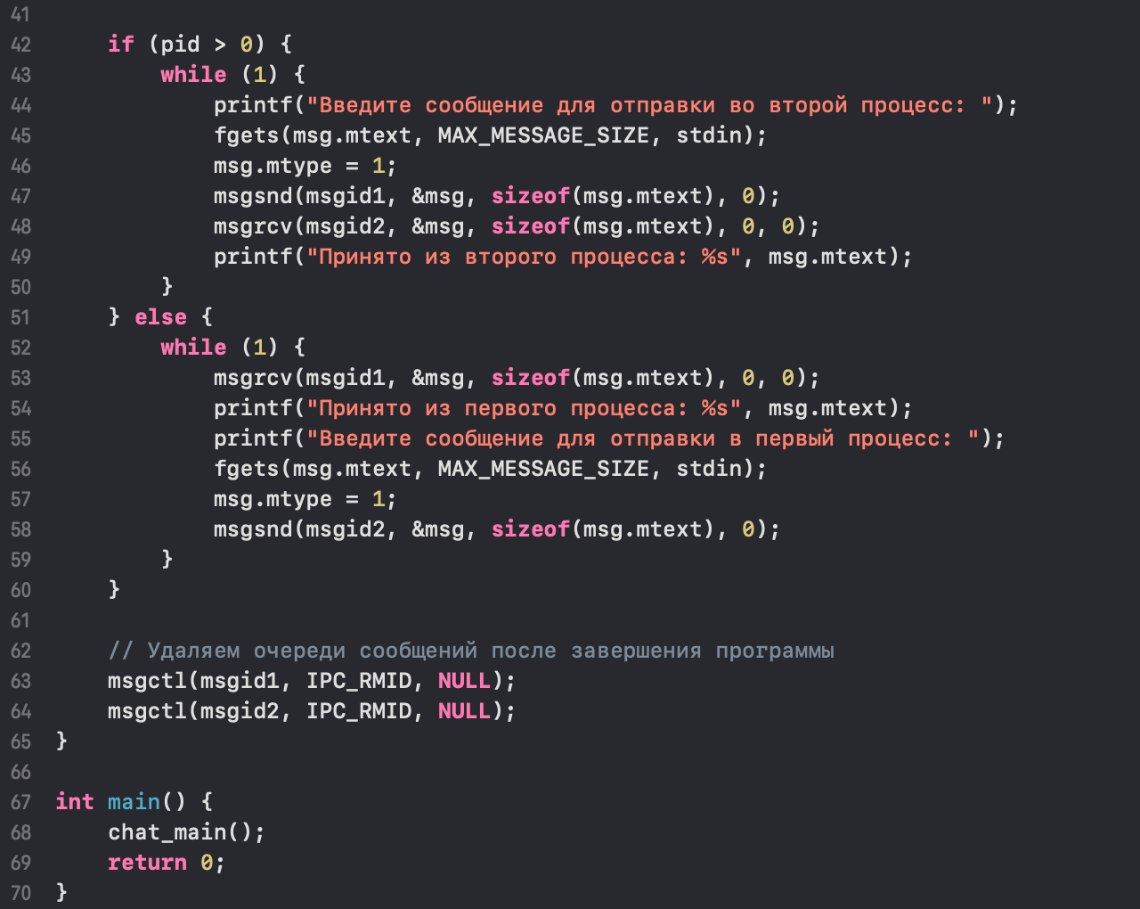 41
42     if (pid > 0) {
43         while (1) {
44             printf("Введите сообщение для отправки во второй процесс: ");
45             fgets(msg.mtext, MAX_MESSAGE_SIZE, stdin);
46             msg.mtype = 1;
47             msgsnd(msgid1, &msg, sizeof(msg.mtext), 0);
48             msgrcv(msgid2, &msg, sizeof(msg.mtext), 0, 0);
49             printf("Принято из второго процесса: %s", msg.mtext);
50         }
51     } else {
52         while (1) {
53             msgrcv(msgid1, &msg, sizeof(msg.mtext), 0, 0);
54             printf("Принято из первого процесса: %s", msg.mtext);
55             printf("Введите сообщение для отправки в первый процесс: ");
56             fgets(msg.mtext, MAX_MESSAGE_SIZE, stdin);
57             msg.mtype = 1;
58             msgsnd(msgid2, &msg, sizeof(msg.mtext), 0);
59         }
60     }
61
62     // Удаляем очереди сообщений после завершения программы
63     msgctl(msgid1, IPC_RMID, NULL);
64     msgctl(msgid2, IPC_RMID, NULL);
65 }
66
67 int main() {
68     chat_main();
69     return 0;
70 }